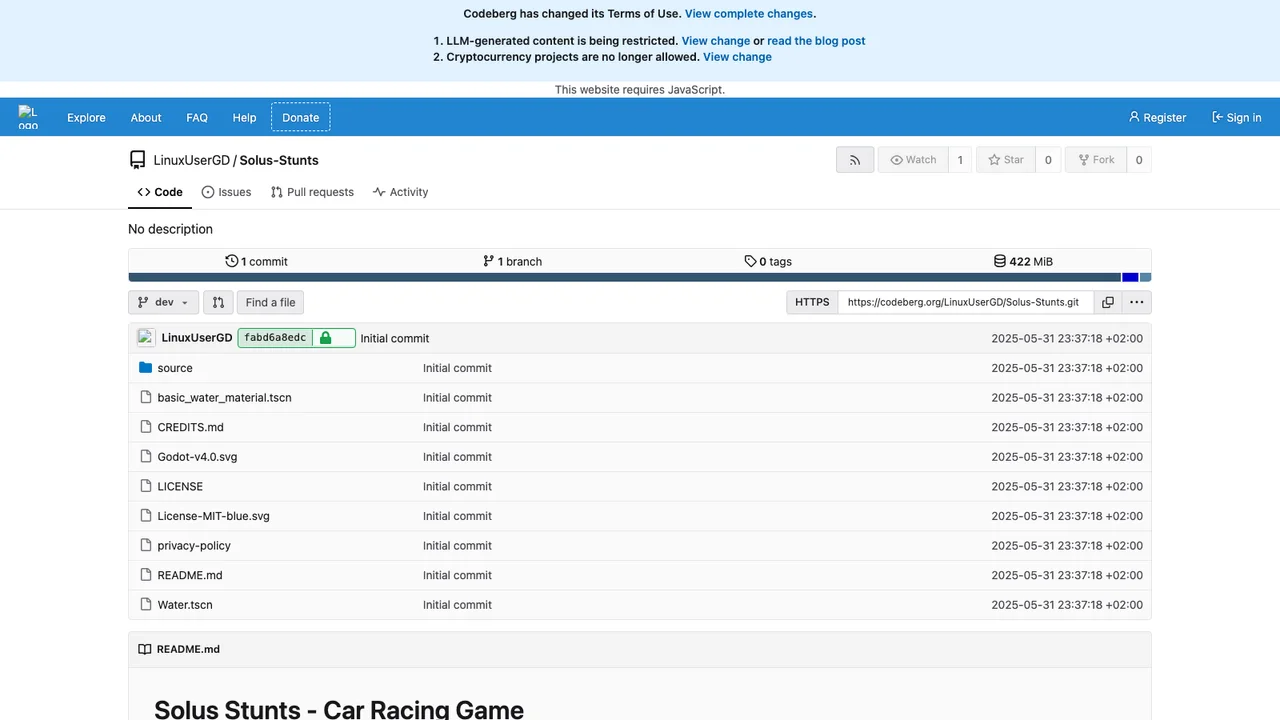 Codeberg has changed its Terms of Use. View complete changes.
1. LLM-generated content is being restricted. View change or read the blog post
2. Cryptocurrency projects are no longer allowed. View change
This website requires JavaScript.
Logo Explore About FAQ Help Donate Register Sign in
LinuxUserGD / Solus-Stunts Watch 1 Star 0 Fork 0
Code Issues Pull requests Activity
No description
1 commit 1 branch 0 tags 422 MiB
dev Find a file HTTPS https://codeberg.org/LinuxUserGD/Solus-Stunts.git
LinuxUserGD fabd6a8edc Initial commit 2025-05-31 23:37:18 +02:00
source Initial commit 2025-05-31 23:37:18 +02:00
basic_water_material.tscn Initial commit 2025-05-31 23:37:18 +02:00
CREDITS.md Initial commit 2025-05-31 23:37:18 +02:00
Godot-v4.0.svg Initial commit 2025-05-31 23:37:18 +02:00
LICENSE Initial commit 2025-05-31 23:37:18 +02:00
License-MIT-blue.svg Initial commit 2025-05-31 23:37:18 +02:00
privacy-policy Initial commit 2025-05-31 23:37:18 +02:00
README.md Initial commit 2025-05-31 23:37:18 +02:00
Water.tscn Initial commit 2025-05-31 23:37:18 +02:00
README.md
Solus Stunts - Car Racing Game